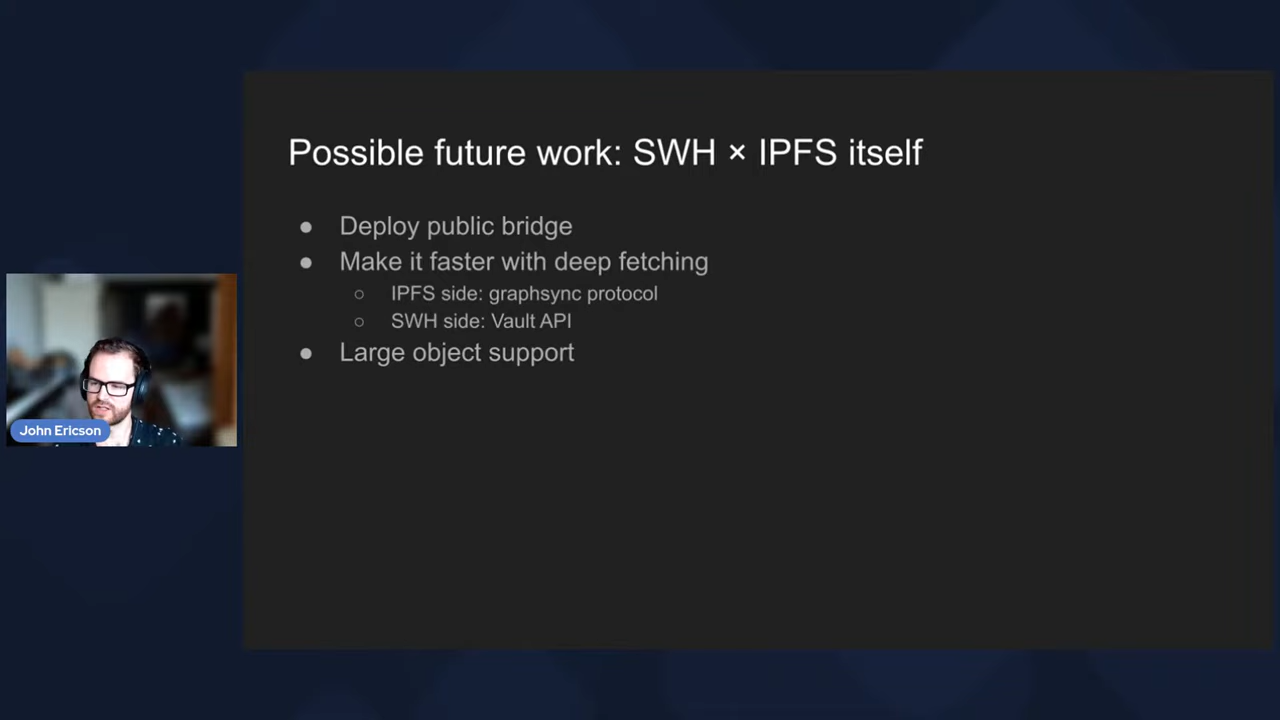 Possible future work: SWH × IPFS itself
● Deploy public bridge
● Make it faster with deep fetching
○ IPFS side: graphsync protocol
○ SWH side: Vault API
● Large object support
John Ericson